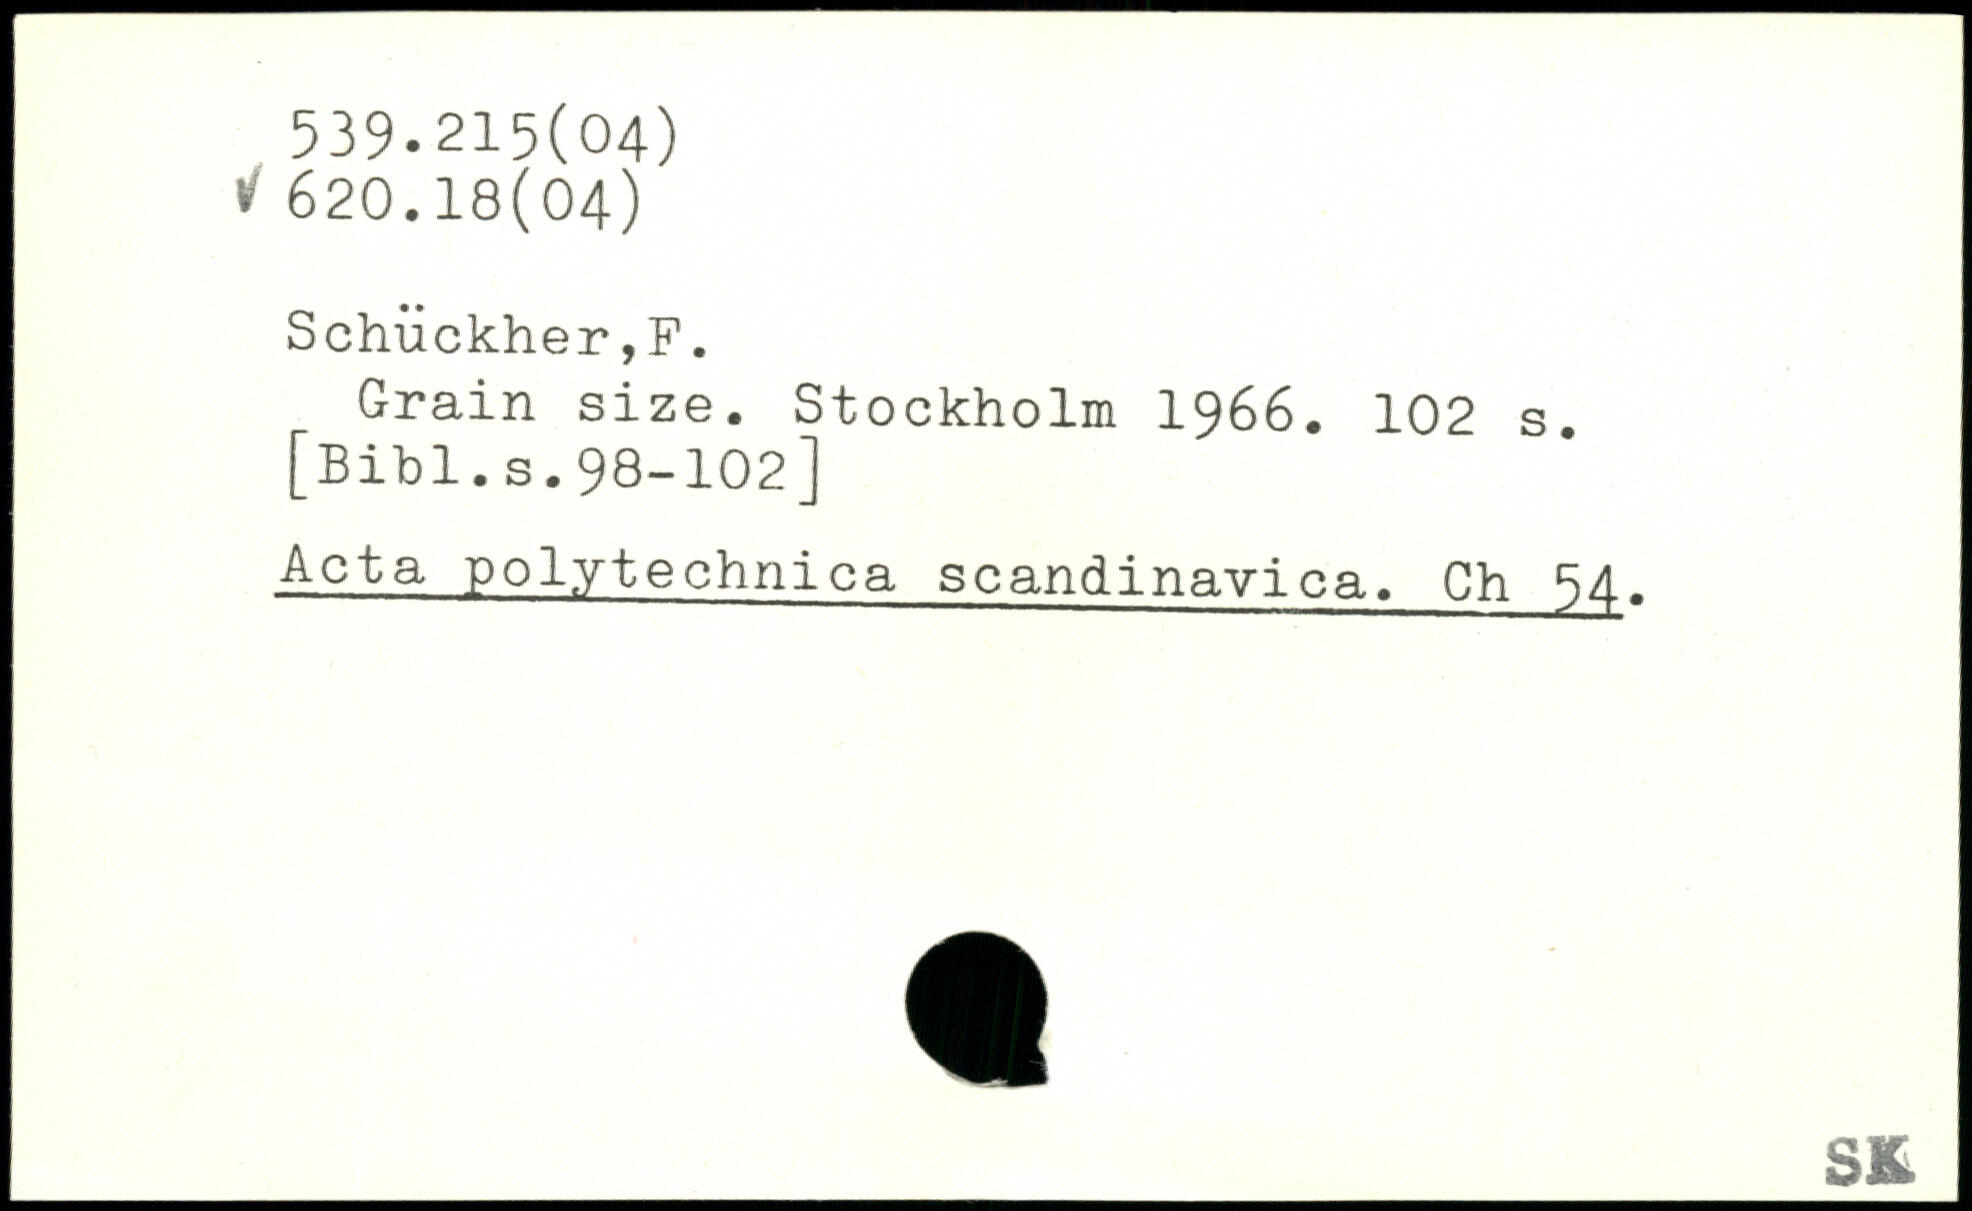 539.215(04)
✓ 620.18(04)
Schückher,F.
Grain size. Stockholm 1966. 102 s.
[Bibl.s.98-102]
Acta polytechnica scandinavica. Ch 54.
SK